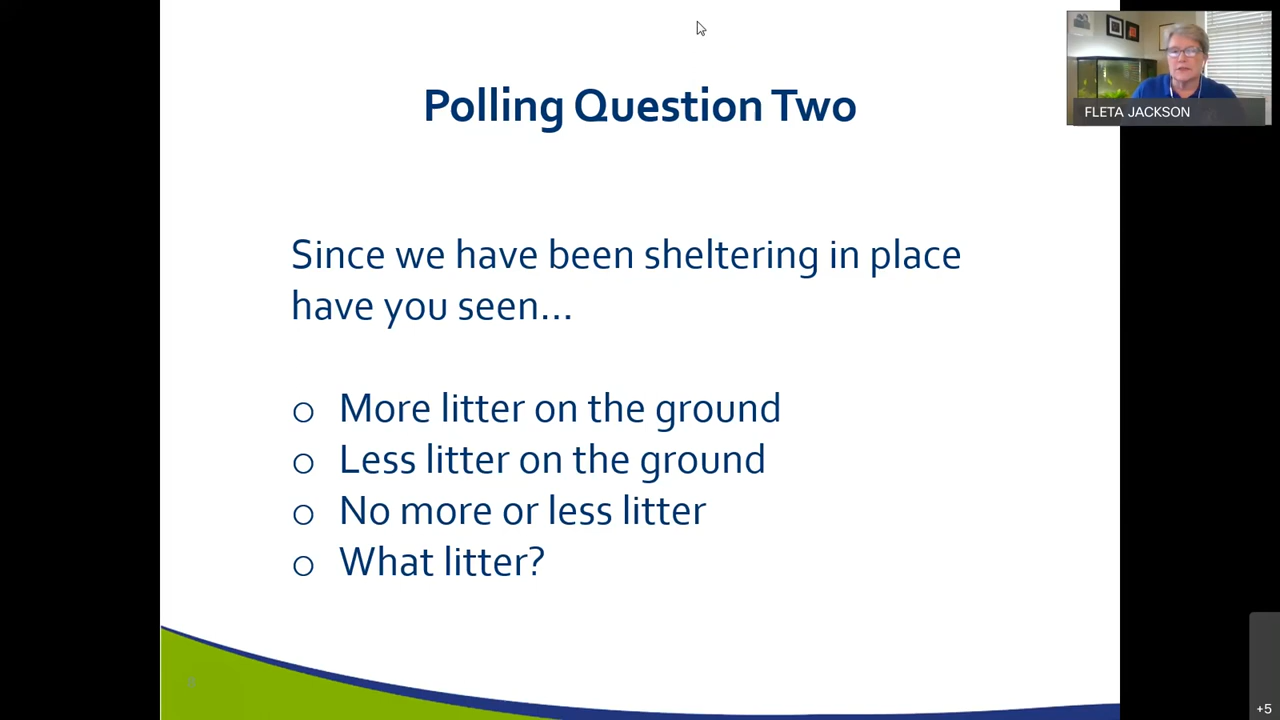 Polling Question Two
FLETA JACKSON
Since we have been sheltering in place
have you seen...
o More litter on the ground
o Less litter on the ground
o No more or less litter
o What litter?
+5